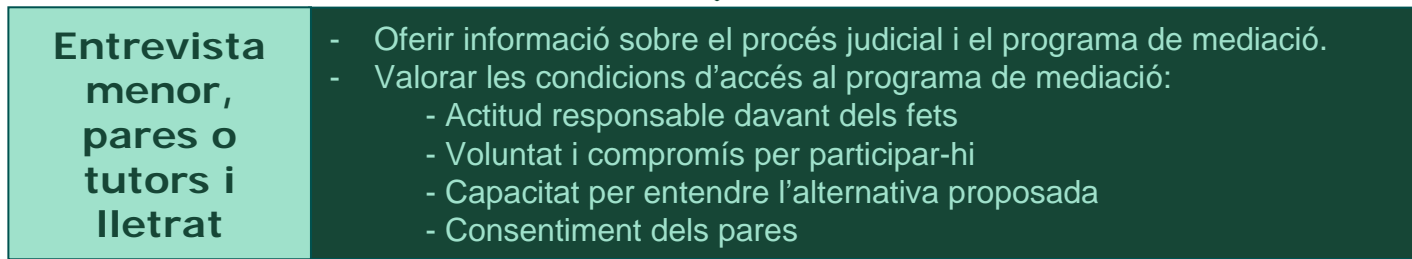 Entrevista
menor,
pares o
tutors i
lletrat
- Oferir informació sobre el procés judicial i el programa de mediació.
- Valorar les condicions d’accés al programa de mediació:
- Actitud responsable davant dels fets
- Voluntat i compromís per participar-hi
- Capacitat per entendre l’alternativa proposada
- Consentiment dels pares